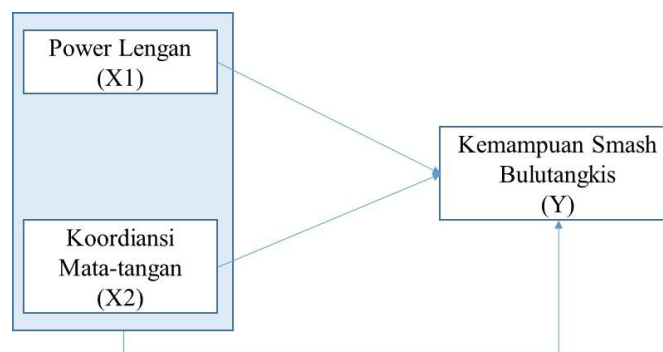 Power Lengan
(X1)
Kemampuan Smash
Bulutangkis
(Y)
Koordiansi
Mata-tangan
(X2)